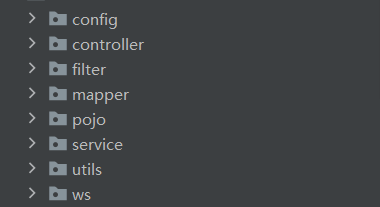 config
controller
filter
mapper
pojo
service
utils
ws